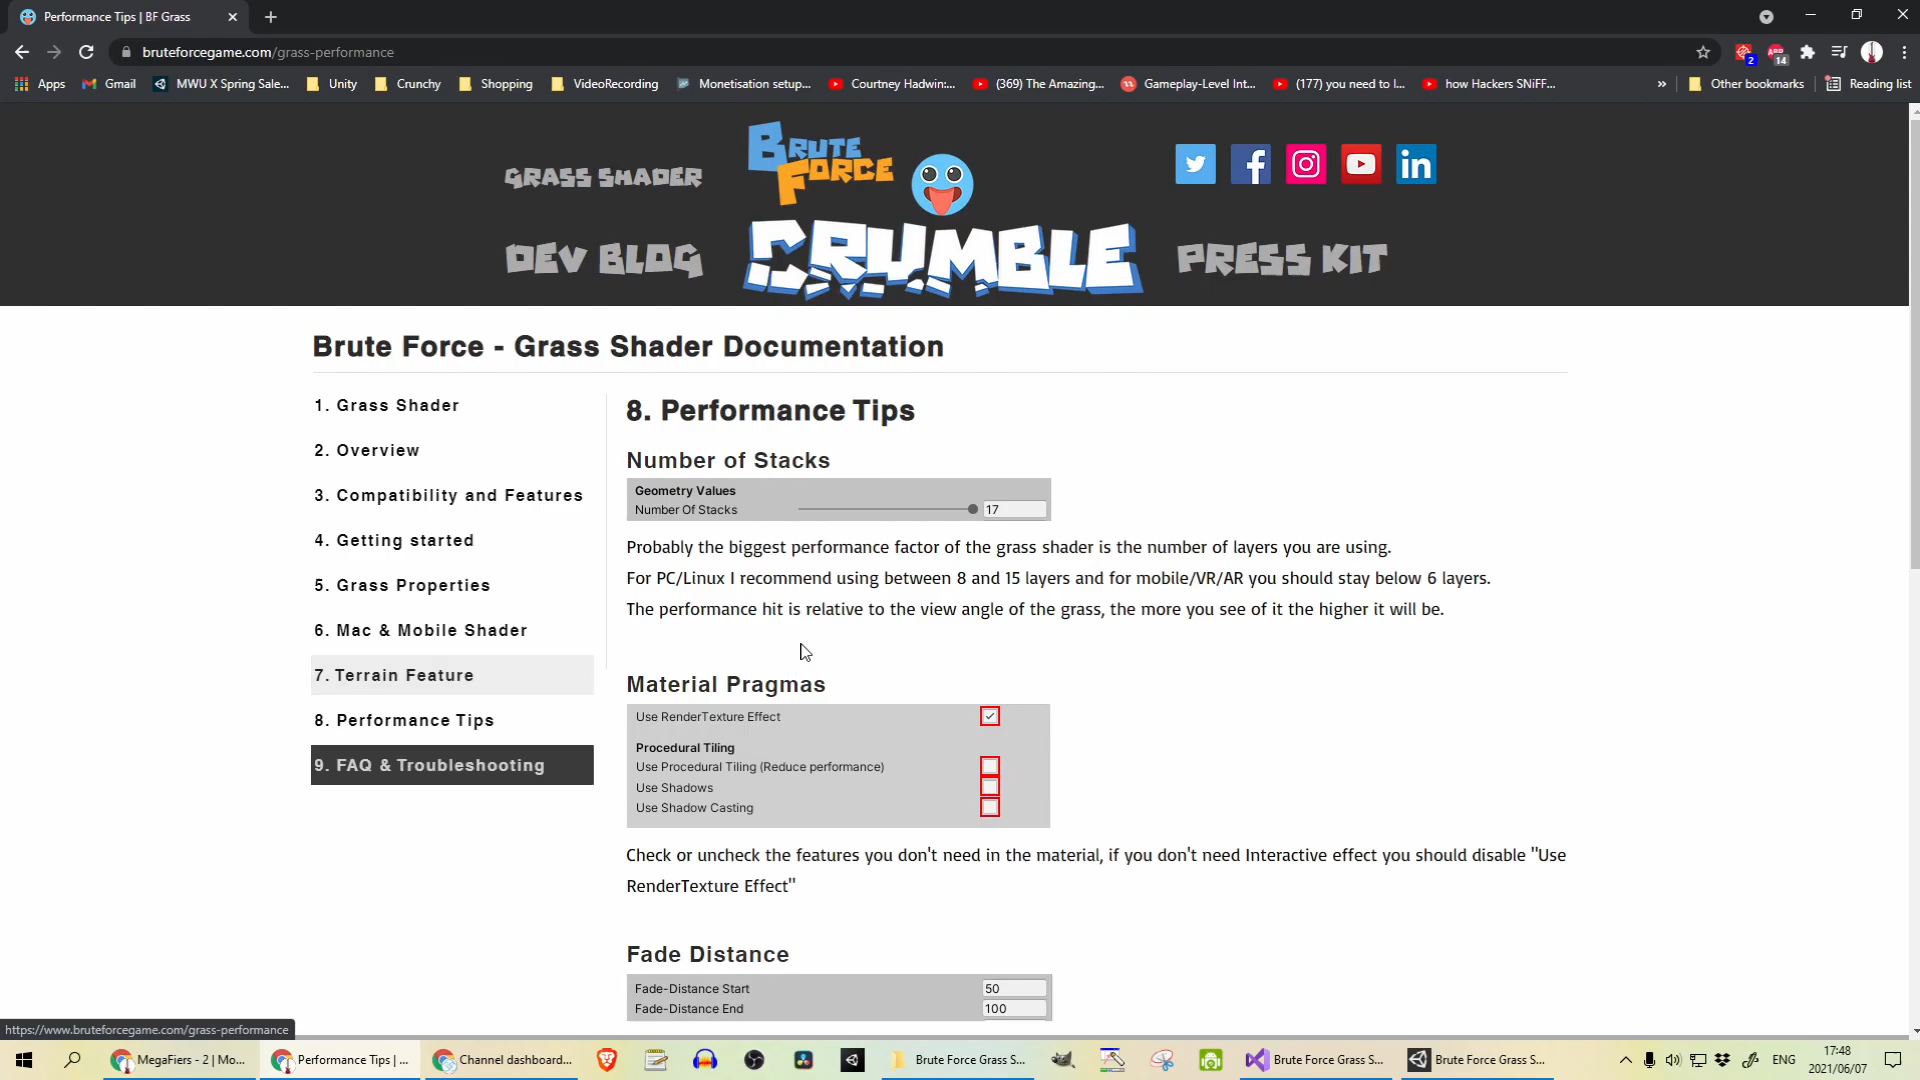 Performance Tips | BF Grass
bruteforcegame.com/grass-performance
Apps
Gmail
MWU X Spring Sale...
Unity
Crunchy
Shopping
VideoRecording
Monetisation setup...
Courtney Hadwin:...
(369) The Amazing...
Gameplay-Level Int...
(177) you need to l...
how Hackers SNiFF...
»
Other bookmarks
Reading list
2
14
GRASS SHADER
BRUTE
FORCE
DEV BLOG
CRUMBLE
PRESS KIT
Brute Force - Grass Shader Documentation
1. Grass Shader
2. Overview
3. Compatibility and Features
4. Getting started
5. Grass Properties
6. Mac & Mobile Shader
7. Terrain Feature
8. Performance Tips
9. FAQ & Troubleshooting
8. Performance Tips
Number of Stacks
Geometry Values
Number Of Stacks 17
Probably the biggest performance factor of the grass shader is the number of layers you are using.
For PC/Linux I recommend using between 8 and 15 layers and for mobile/VR/AR you should stay below 6 layers.
The performance hit is relative to the view angle of the grass, the more you see of it the higher it will be.
Material Pragmas
Use RenderTexture Effect
Procedural Tiling
Use Procedural Tiling (Reduce performance)
Use Shadows
Use Shadow Casting
Check or uncheck the features you don't need in the material, if you don't need Interactive effect you should disable "Use
RenderTexture Effect"
Fade Distance
Fade-Distance Start 50
Fade-Distance End 100
https://www.bruteforcegame.com/grass-performance
MegaFiers - 2 | Mo...
Performance Tips | ...
Channel dashboard...
Brute Force Grass S...
Brute Force Grass S...
Brute Force Grass S...
ENG
17:48
2021/06/07